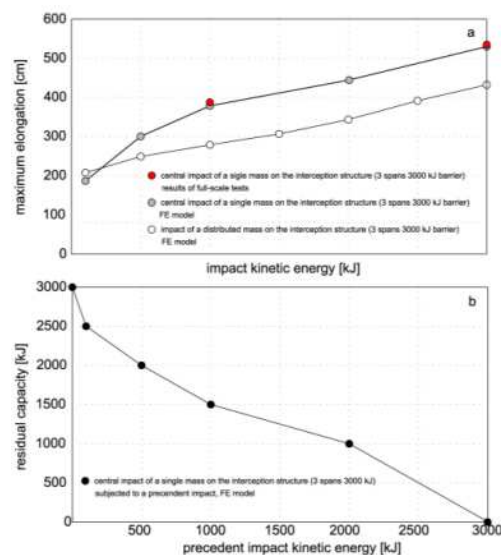 600
500
400
300
200
100
0
maximum elongation [cm]
a
central impact of a sigle mass on the interception structure (3 spans 3000 kJ barrier)
results of full-scale tests
central impact of a single mass on the interception structure (3 spans 3000 kJ barrier)
FE model
impact of a distributed mass on the interception structure (3 spans 3000 kJ barrier)
FE model
impact kinetic energy [kJ]
3000
2500
2000
1500
1000
500
0
residual capacity [kJ]
b
central impact of a single mass on the interception structure (3 spans 3000 kJ)
subjected to a precendent impact, FE model
500 1000 1500 2000 2500 3000
precedent impact kinetic energy [kJ]